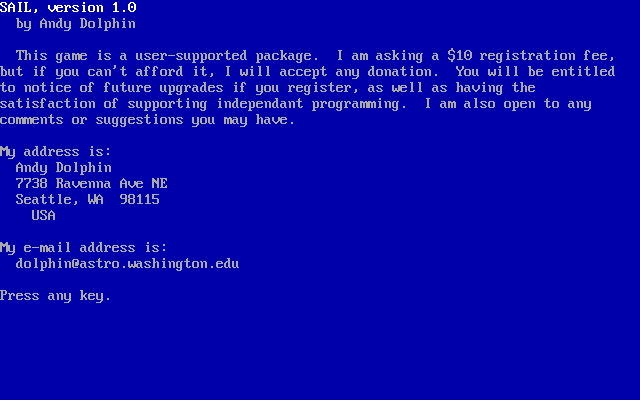 SAIL, version 1.0
by Andy Dolphin
This game is a user-supported package.  I am asking a $10 registration fee,
but if you can't afford it, I will accept any donation.  You will be entitled
to notice of future upgrades if you register, as well as having the
satisfaction of supporting independant programming.  I am also open to any
comments or suggestions you may have.
My address is:
Andy Dolphin
7738 Ravenna Ave NE
Seattle, WA  98115
USA
My e-mail address is:
dolphin@astro.washington.edu
Press any key.